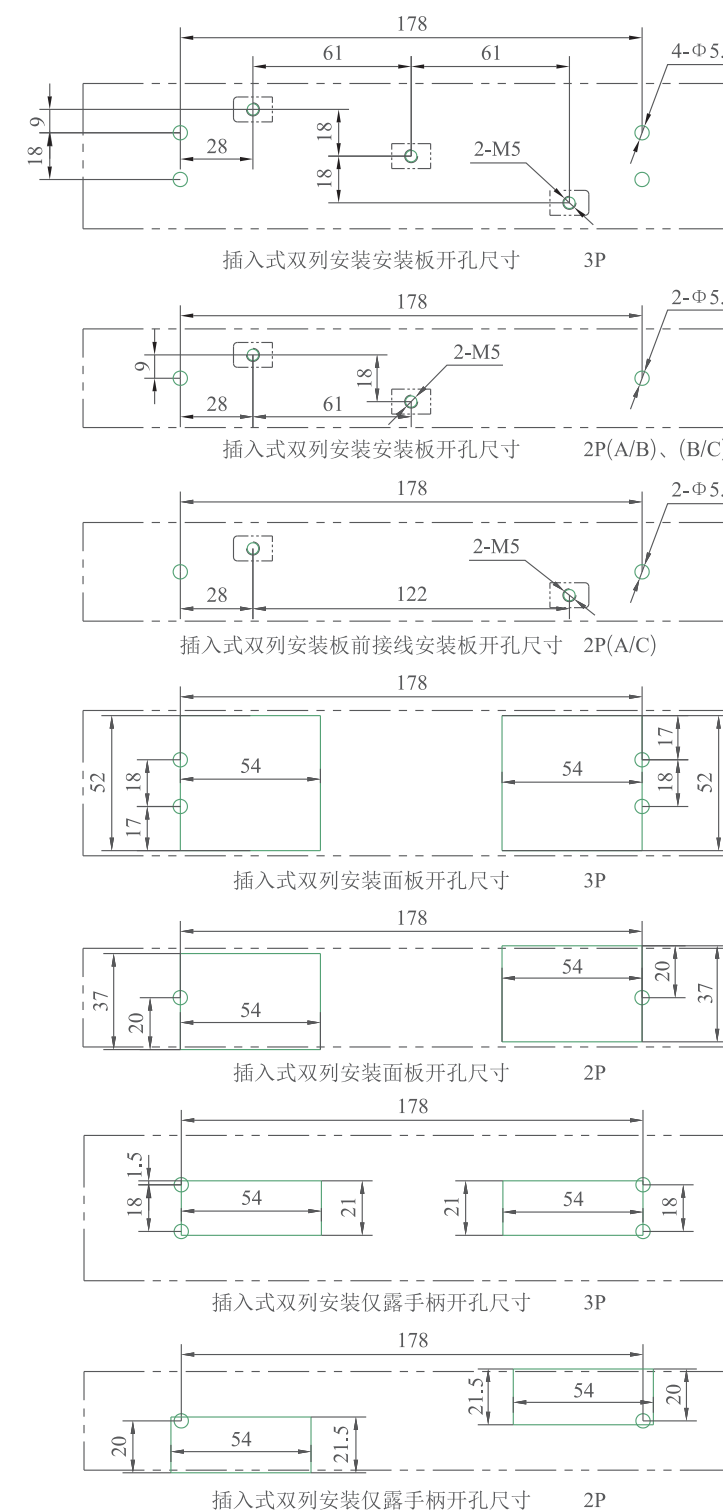 178
61 61 4-Φ5.
9 18
28 2-M5
18 18
插入式双列安装安装板开孔尺寸 3P
178
2-Φ5.
2-M5
9 18
28 61
插入式双列安装安装板开孔尺寸 2P(A/B)、(B/C)
178
2-Φ5.
2-M5
28 122
插入式双列安装板前接线安装板开孔尺寸 2P(A/C)
178
17
52 18 54 54 18 52
17
插入式双列安装面板开孔尺寸 3P
178
54 20
37 20 54 37
插入式双列安装面板开孔尺寸 2P
178
1.5
18 54 21 21 54 18
插入式双列安装仅露手柄开孔尺寸 3P
178
21.5 54 20
20 54 21.5
插入式双列安装仅露手柄开孔尺寸 2P